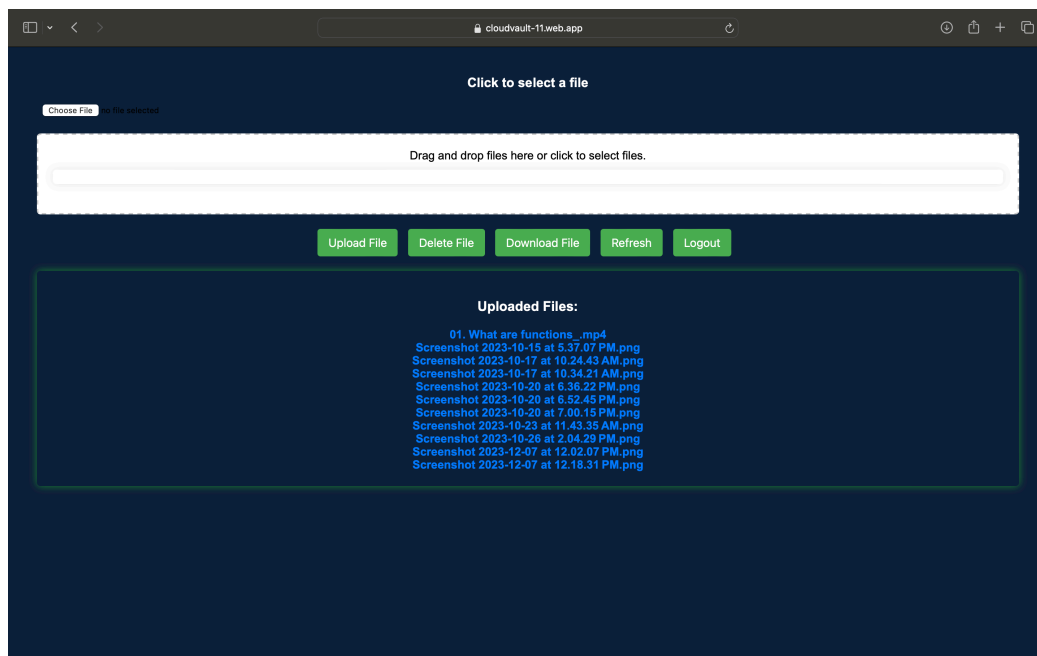 cloudvault-11.web.app
Click to select a file
Choose File no file selected
Drag and drop files here or click to select files.
Upload File Delete File Download File Refresh Logout
Uploaded Files:
01. What are functions_.mp4
Screenshot 2023-10-15 at 5.37.07 PM.png
Screenshot 2023-10-17 at 10.24.43 AM.png
Screenshot 2023-10-17 at 10.34.21 AM.png
Screenshot 2023-10-20 at 6.36.22 PM.png
Screenshot 2023-10-20 at 6.52.45 PM.png
Screenshot 2023-10-20 at 7.00.15 PM.png
Screenshot 2023-10-23 at 11.43.35 AM.png
Screenshot 2023-10-26 at 2.04.29 PM.png
Screenshot 2023-12-07 at 12.02.07 PM.png
Screenshot 2023-12-07 at 12.18.31 PM.png